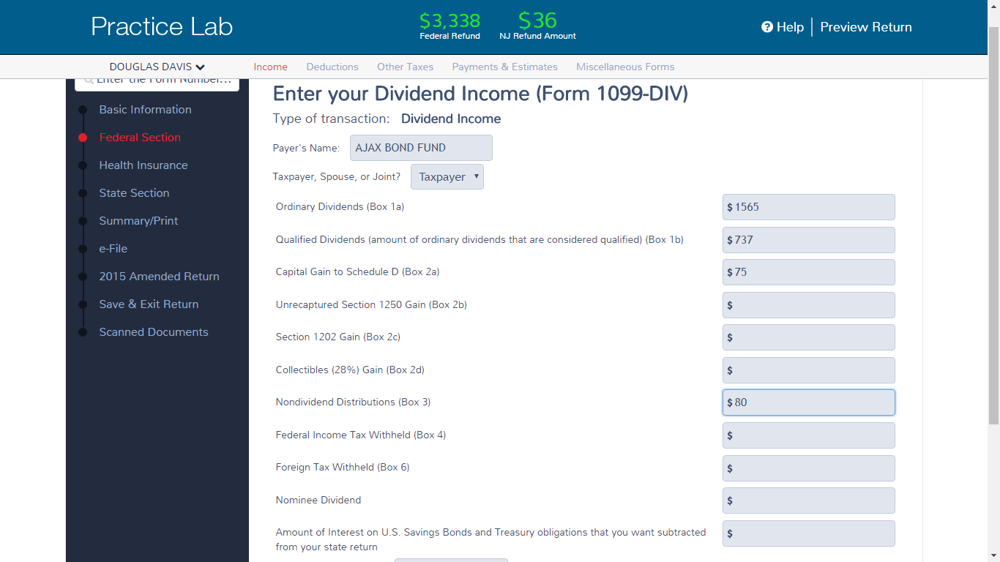 Practice Lab
$3,338
Federal Refund
$36
NJ Refund Amount
Help
Preview Return
DOUGLAS DAVIS
Income
Deductions
Other Taxes
Payments & Estimates
Miscellaneous Forms
Enter the Form Number...
Basic Information
Federal Section
Health Insurance
State Section
Summary/Print
e-File
2015 Amended Return
Save & Exit Return
Scanned Documents
Enter your Dividend Income (Form 1099-DIV)
Type of transaction: Dividend Income
Payer's Name: AJAX BOND FUND
Taxpayer, Spouse, or Joint? Taxpayer
Ordinary Dividends (Box 1a) $ 1565
Qualified Dividends (amount of ordinary dividends that are considered qualified) (Box 1b) $ 737
Capital Gain to Schedule D (Box 2a) $ 75
Unrecaptured Section 1250 Gain (Box 2b) $
Section 1202 Gain (Box 2c) $
Collectibles (28%) Gain (Box 2d) $
Nondividend Distributions (Box 3) $ 80
Federal Income Tax Withheld (Box 4) $
Foreign Tax Withheld (Box 6) $
Nominee Dividend $
Amount of Interest on U.S. Savings Bonds and Treasury obligations that you want subtracted $
from your state return